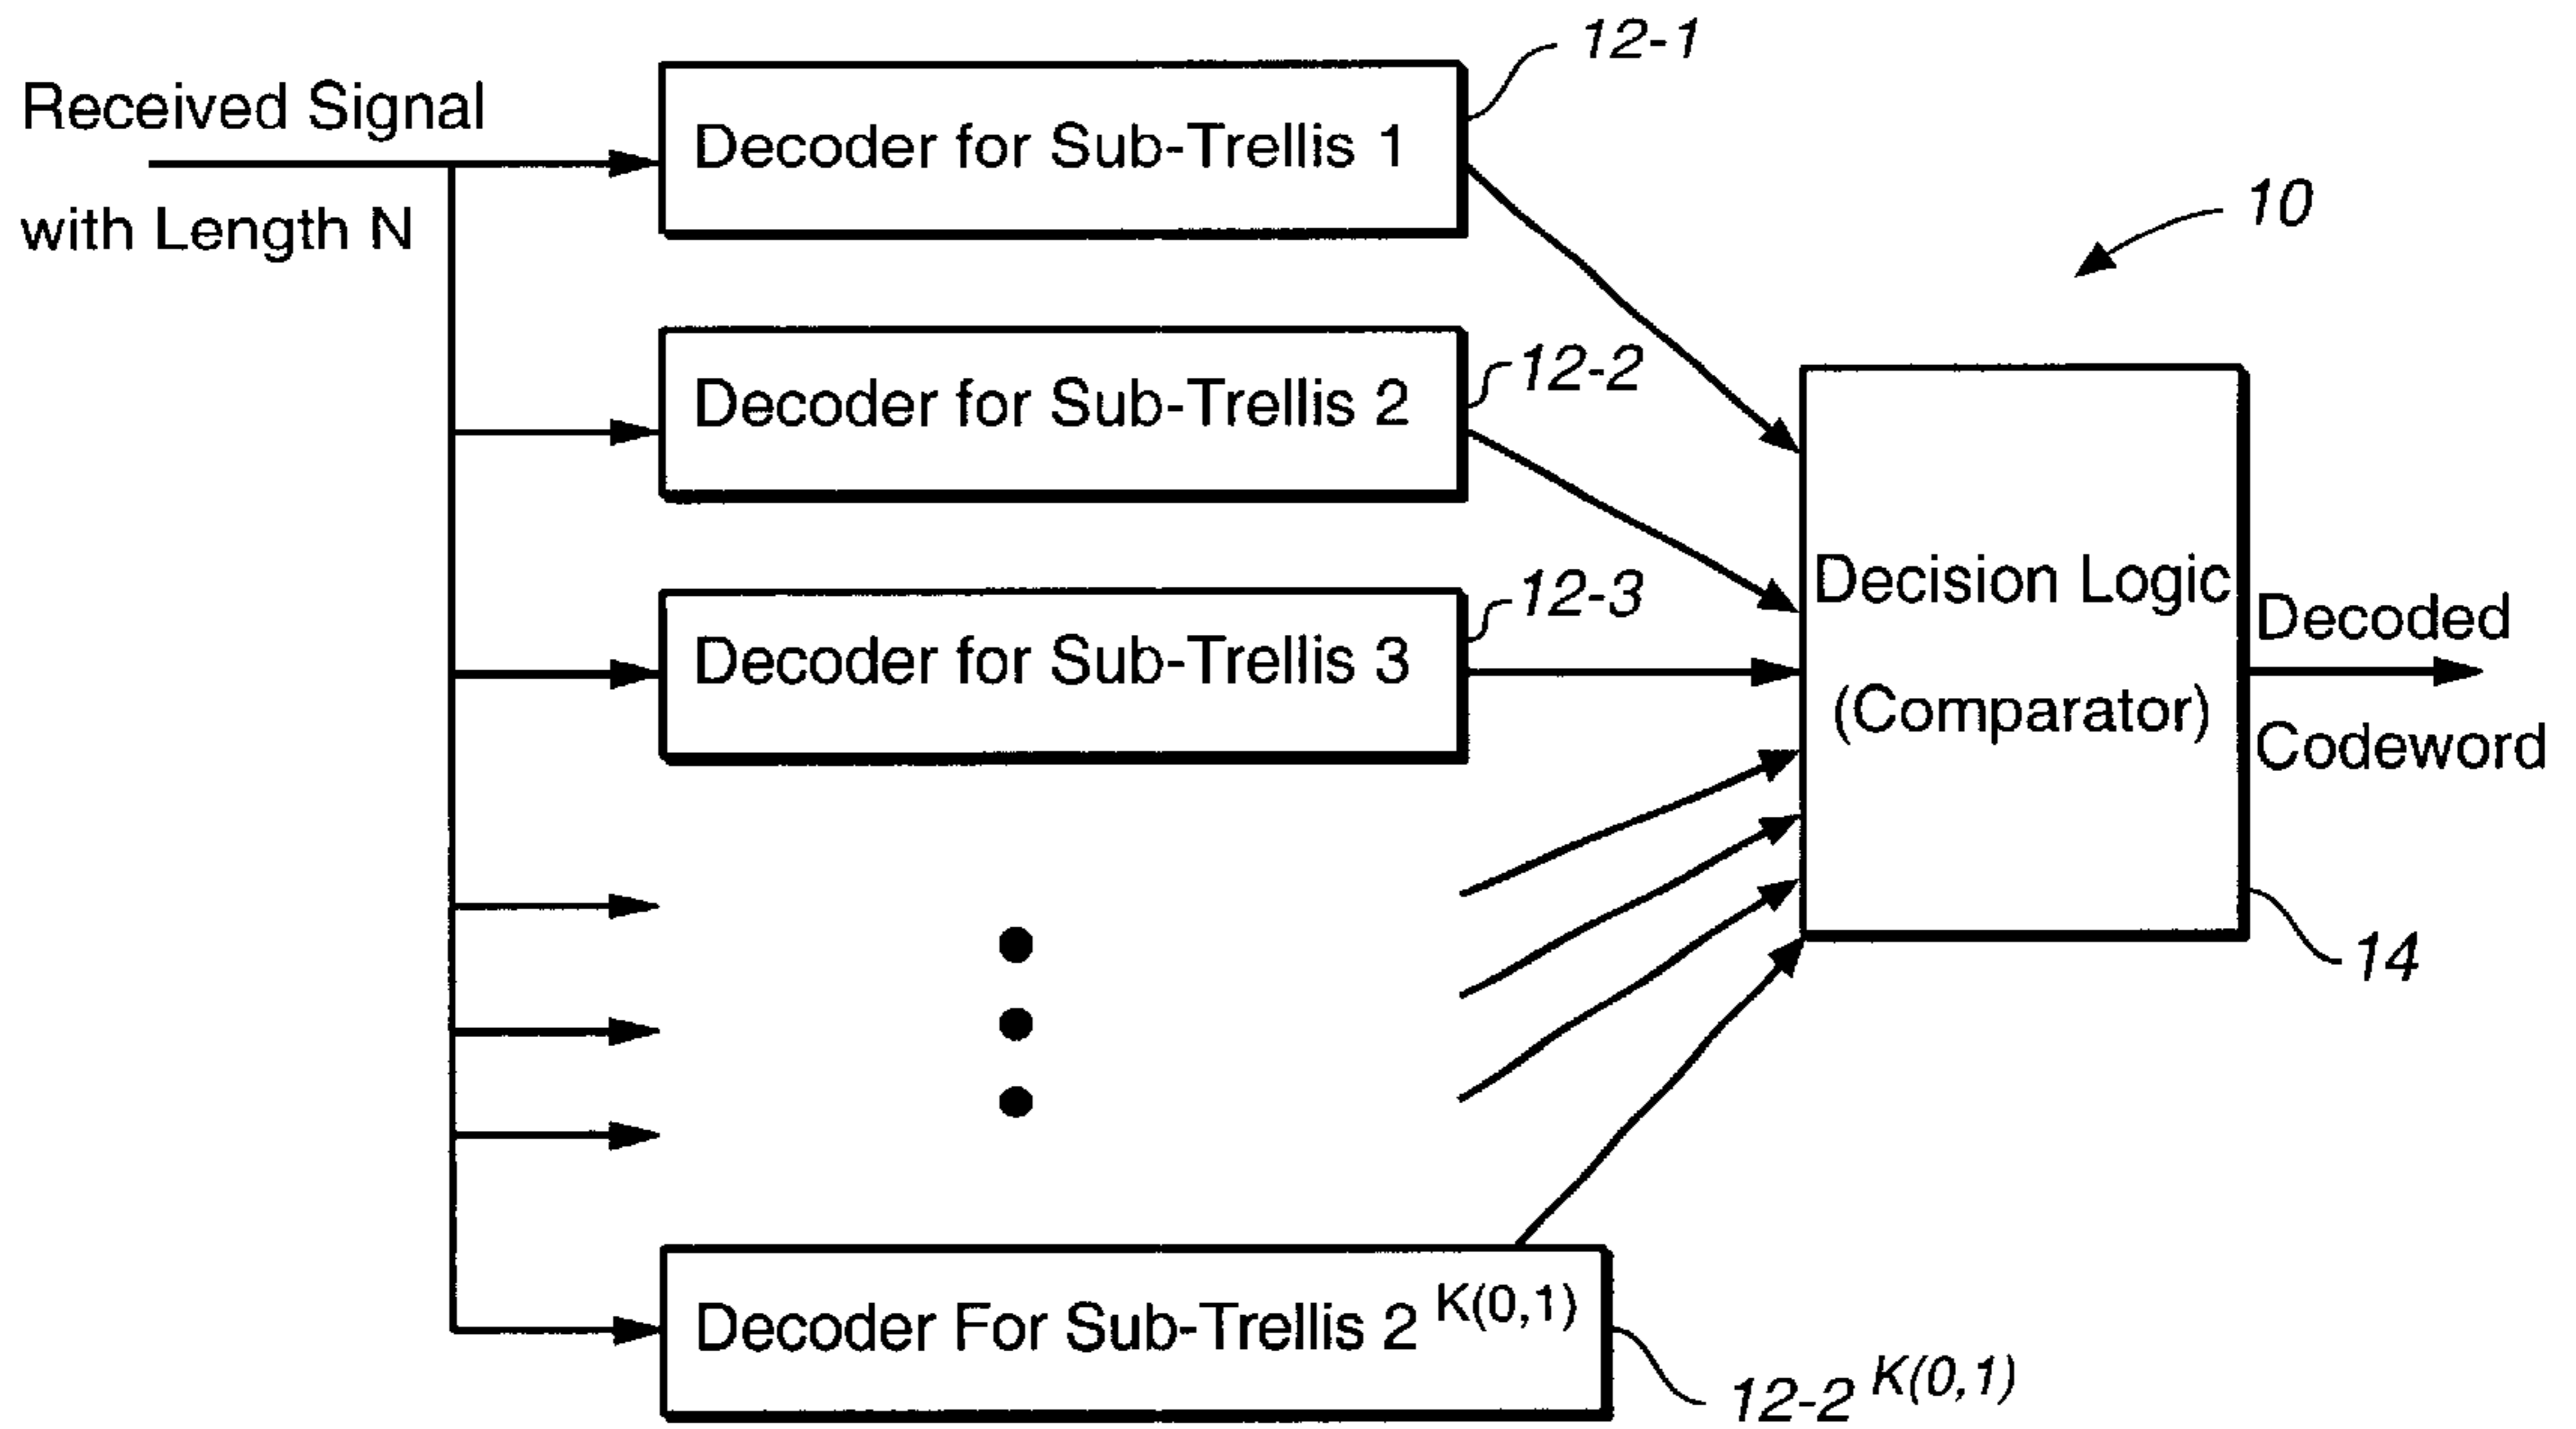 Received Signal
with Length N
Decoder for Sub-Trellis 1
12-1
10
Decoder for Sub-Trellis 2
12-2
Decoder for Sub-Trellis 3
12-3
Decision Logic
(Comparator)
Decoded
Codeword
14
Decoder For Sub-Trellis 2 K(0,1)
12-2 K(0,1)